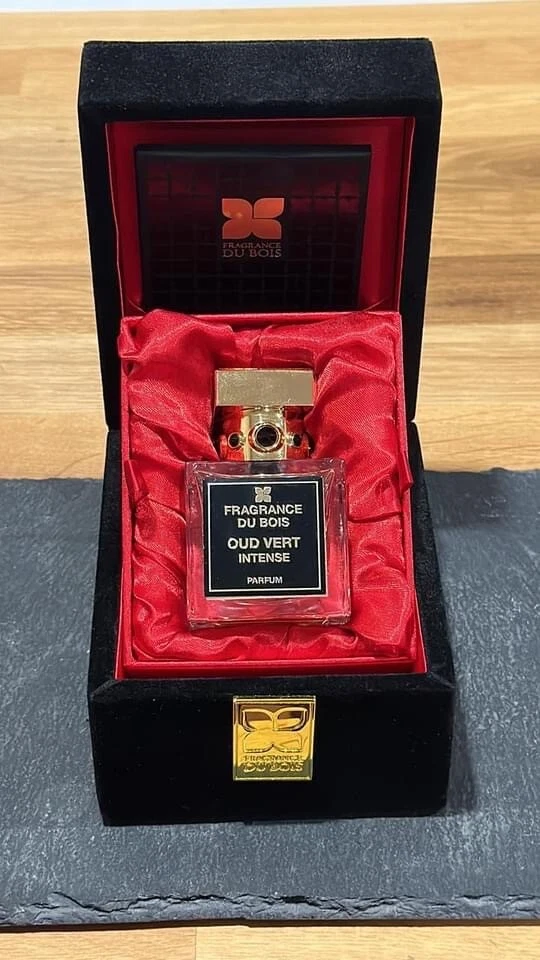 FRAGRANCE
DU BOIS
FRAGRANCE
DU BOIS
OUD VERT
INTENSE
PARFUM
FRAGRANCE
DU BOIS